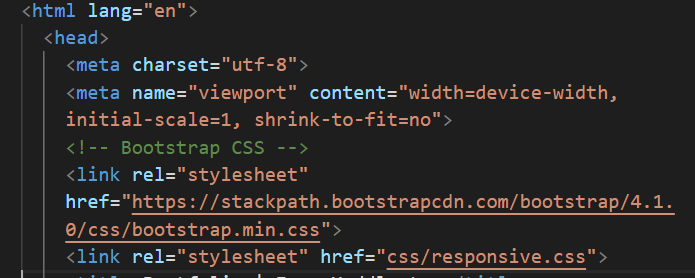 <html lang="en">
<head>
<meta charset="utf-8">
<meta name="viewport" content="width=device-width,
initial-scale=1, shrink-to-fit=no">
<!-- Bootstrap CSS -->
<link rel="stylesheet"
href="https://stackpath.bootstrapcdn.com/bootstrap/4.1.
0/css/bootstrap.min.css">
<link rel="stylesheet" href="css/responsive.css">